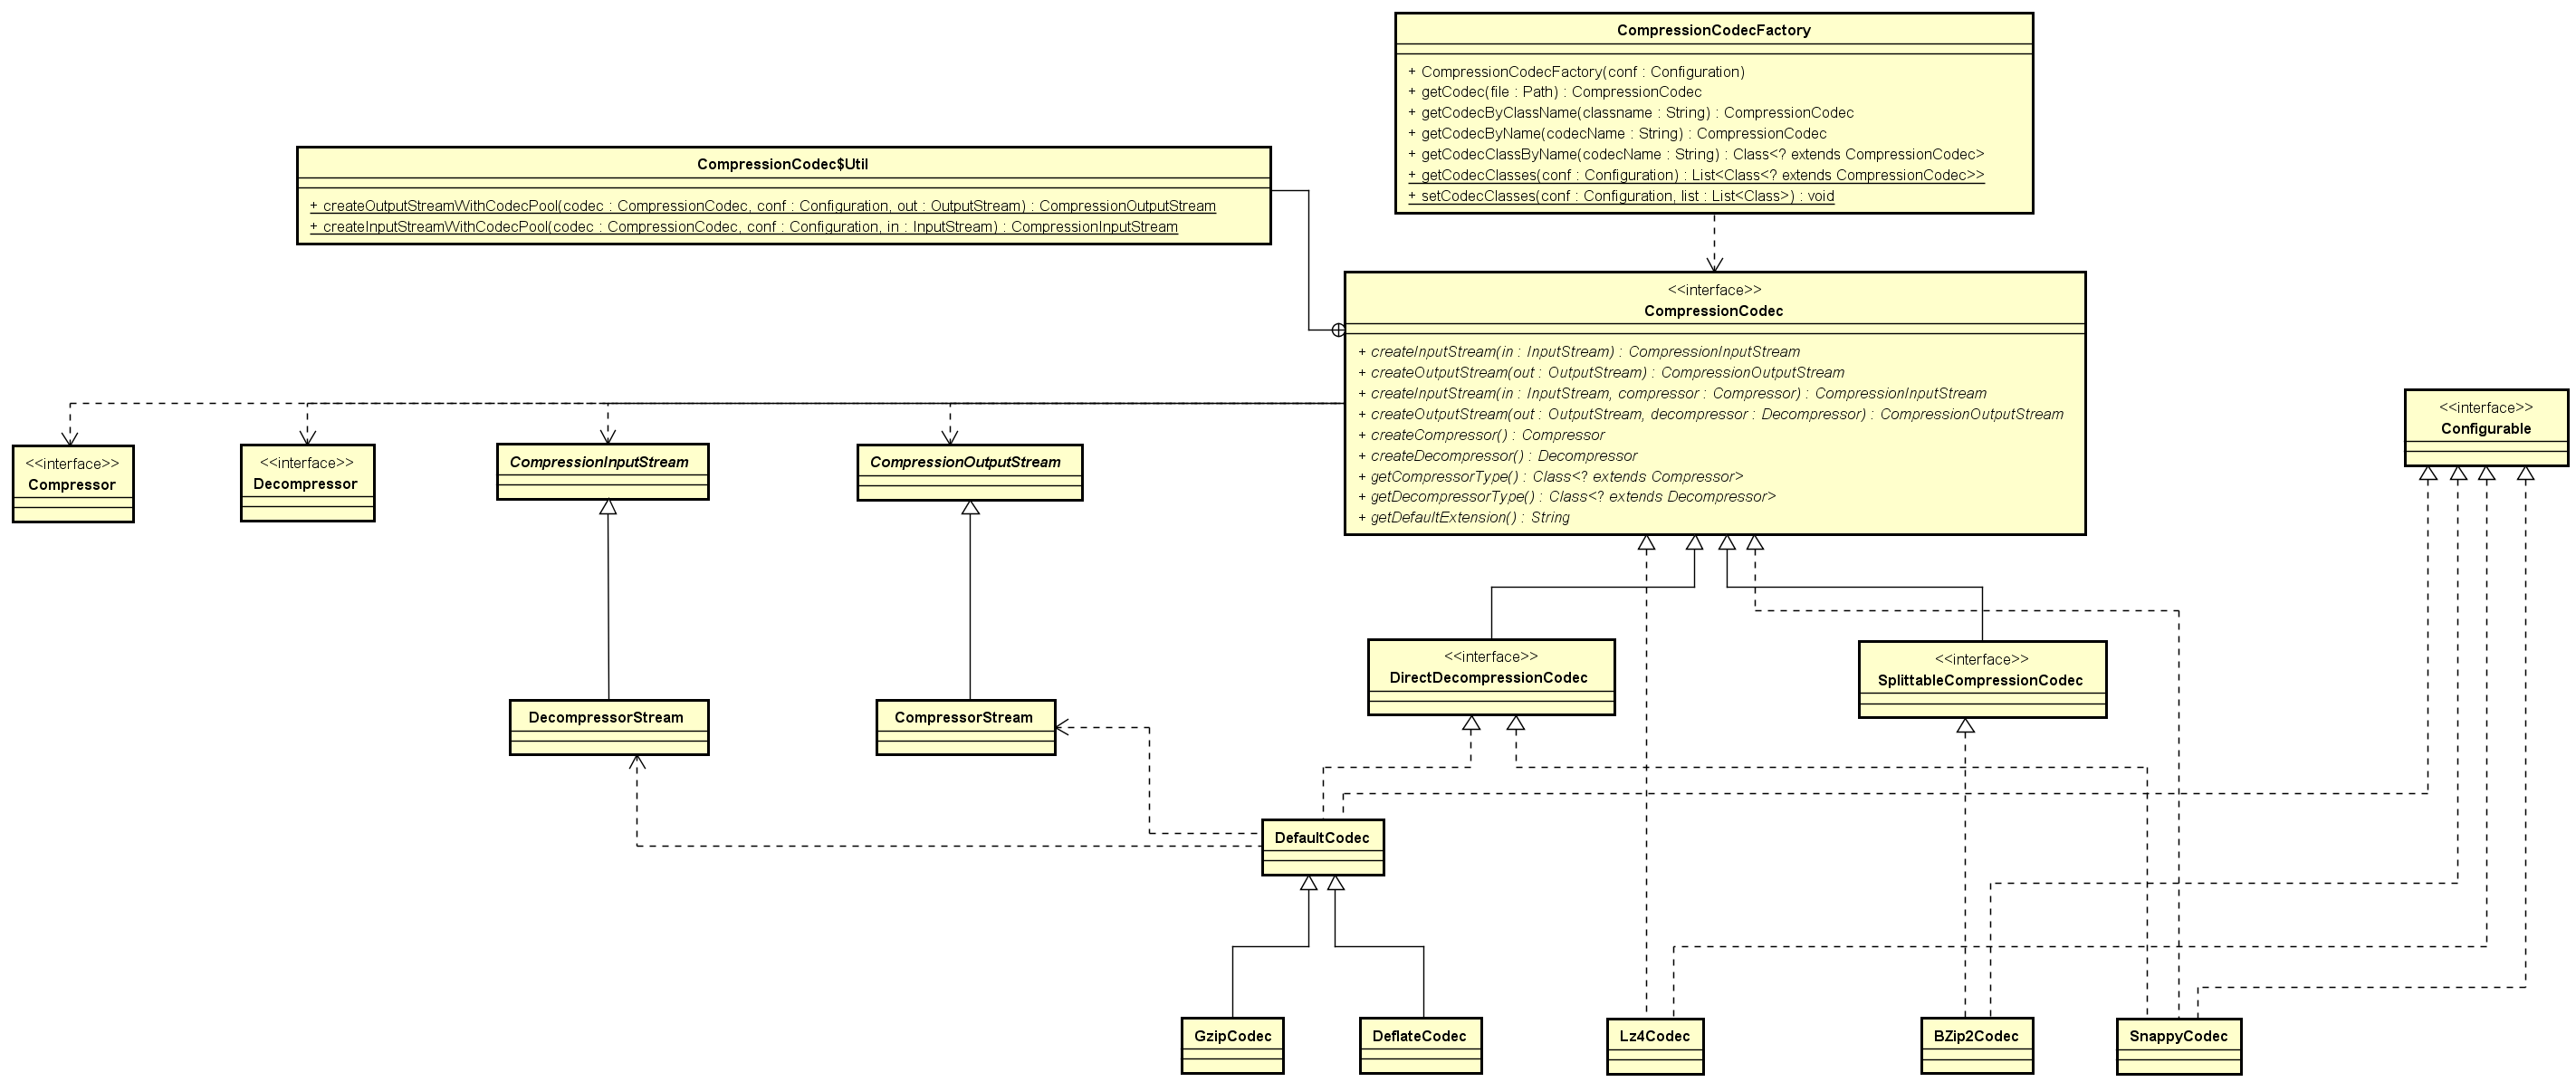 CompressionCodecFactory
+ CompressionCodecFactory(conf : Configuration)
+ getCodec(file : Path) : CompressionCodec
+ getCodecByClassName(classname : String) : CompressionCodec
+ getCodecByName(codecName : String) : CompressionCodec
+ getCodecClassByName(codecName : String) : Class<? extends CompressionCodec>
+ getCodecClasses(conf : Configuration) : List<Class<? extends CompressionCodec>>
+ setCodecClasses(conf : Configuration, list : List<Class>) : void
CompressionCodec$Util
+ createOutputStreamWithCodecPool(codec : CompressionCodec, conf : Configuration, out : OutputStream) : CompressionOutputStream
+ createInputStreamWithCodecPool(codec : CompressionCodec, conf : Configuration, in : InputStream) : CompressionInputStream
<<interface>>
CompressionCodec
+ createInputStream(in : InputStream) : CompressionInputStream
+ createOutputStream(out : OutputStream) : CompressionOutputStream
+ createInputStream(in : InputStream, compressor : Compressor) : CompressionInputStream
+ createOutputStream(out : OutputStream, decompressor : Decompressor) : CompressionOutputStream
+ createCompressor() : Compressor
+ createDecompressor() : Decompressor
+ getCompressorType() : Class<? extends Compressor>
+ getDecompressorType() : Class<? extends Decompressor>
+ getDefaultExtension() : String
<<interface>>
Configurable
<<interface>>
Compressor
<<interface>>
Decompressor
CompressionInputStream
CompressionOutputStream
<<interface>>
DirectDecompressionCodec
<<interface>>
SplittableCompressionCodec
DecompressorStream
CompressorStream
DefaultCodec
GzipCodec
DeflateCodec
Lz4Codec
BZip2Codec
SnappyCodec